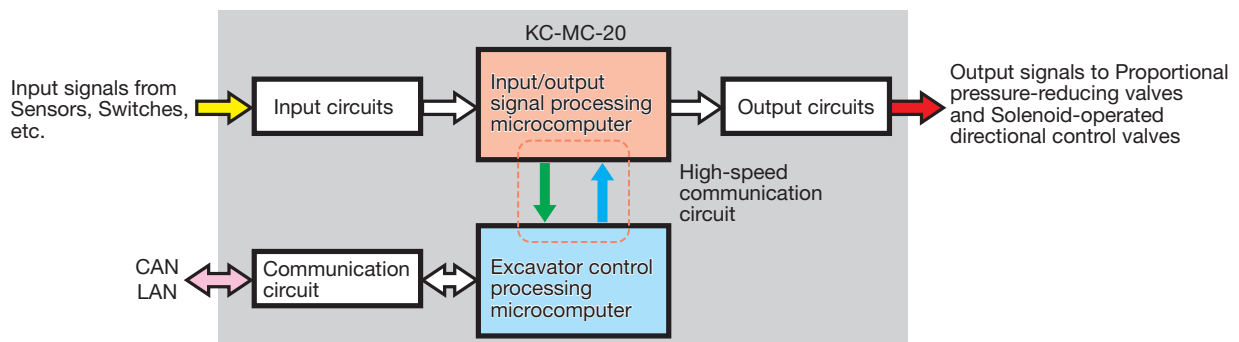 KC-MC-20
Input signals from
Sensors, Switches,
etc.
Input circuits
Input/output
signal processing
microcomputer
Output circuits
Output signals to Proportional
pressure-reducing valves
and Solenoid-operated
directional control valves
High-speed
communication
circuit
CAN
LAN
Communication
circuit
Excavator control
processing
microcomputer